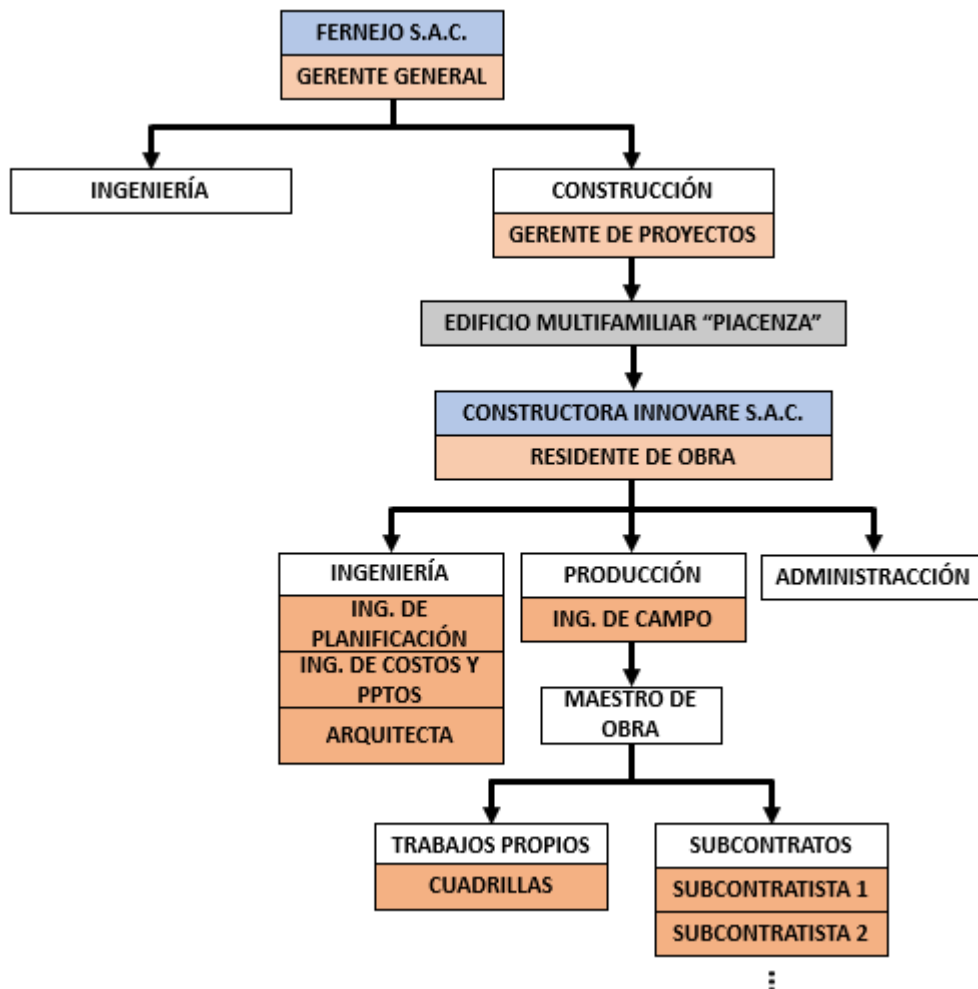 FERNEJO S.A.C.
GERENTE GENERAL
INGENIERÍA
CONSTRUCCIÓN
GERENTE DE PROYECTOS
EDIFICIO MULTIFAMILIAR “PIACENZA”
CONSTRUCTORA INNOVARE S.A.C.
RESIDENTE DE OBRA
INGENIERÍA
ING. DE
PLANIFICACIÓN
ING. DE COSTOS Y
PPTOS
ARQUITECTA
PRODUCCIÓN
ING. DE CAMPO
ADMINISTRACCIÓN
MAESTRO DE
OBRA
TRABAJOS PROPIOS
CUADRILLAS
SUBCONTRATOS
SUBCONTRATISTA 1
SUBCONTRATISTA 2
⋮